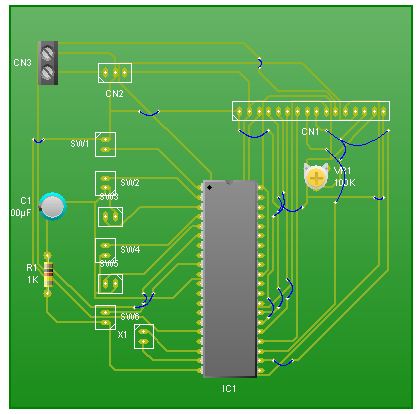 CN3
CN2
CN1
SW1
SW2
VR1
100K
SW3
C1
00µF
SW4
SW5
R1
1K
SW6
X1
IC1